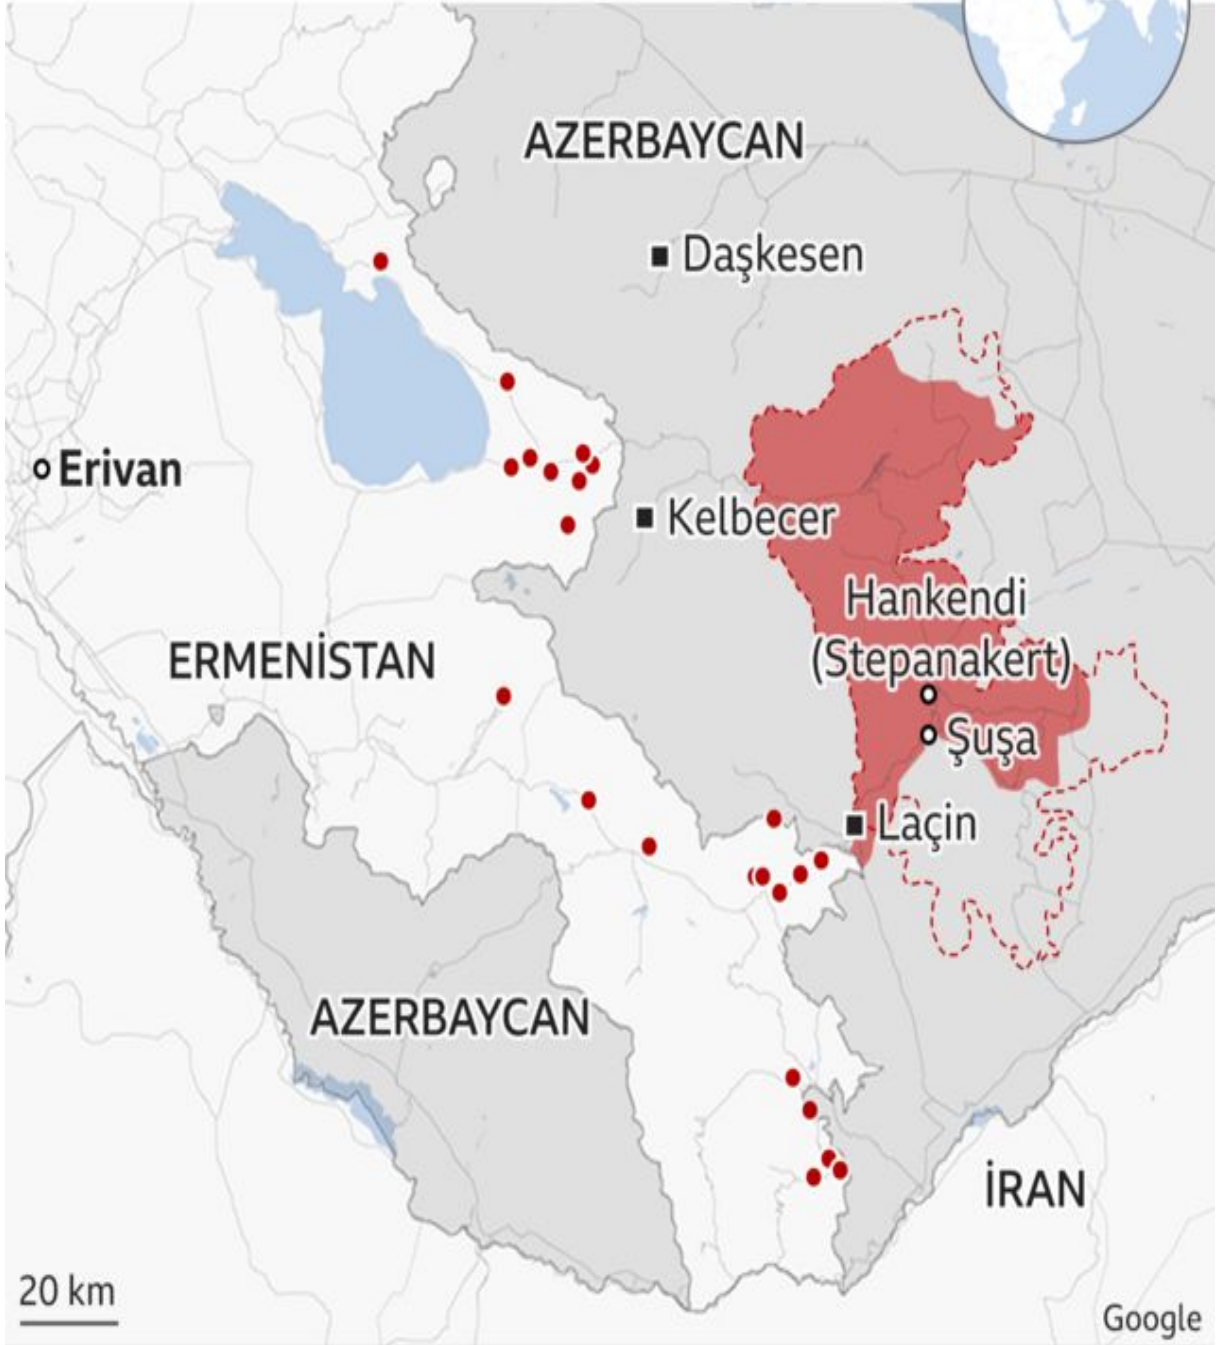 AZERBAYCAN
Daşkesen
Erivan
Kelbecer
Hankendi
(Stepanakert)
ERMENİSTAN
Şuşa
Laçin
AZERBAYCAN
İRAN
20 km
Google